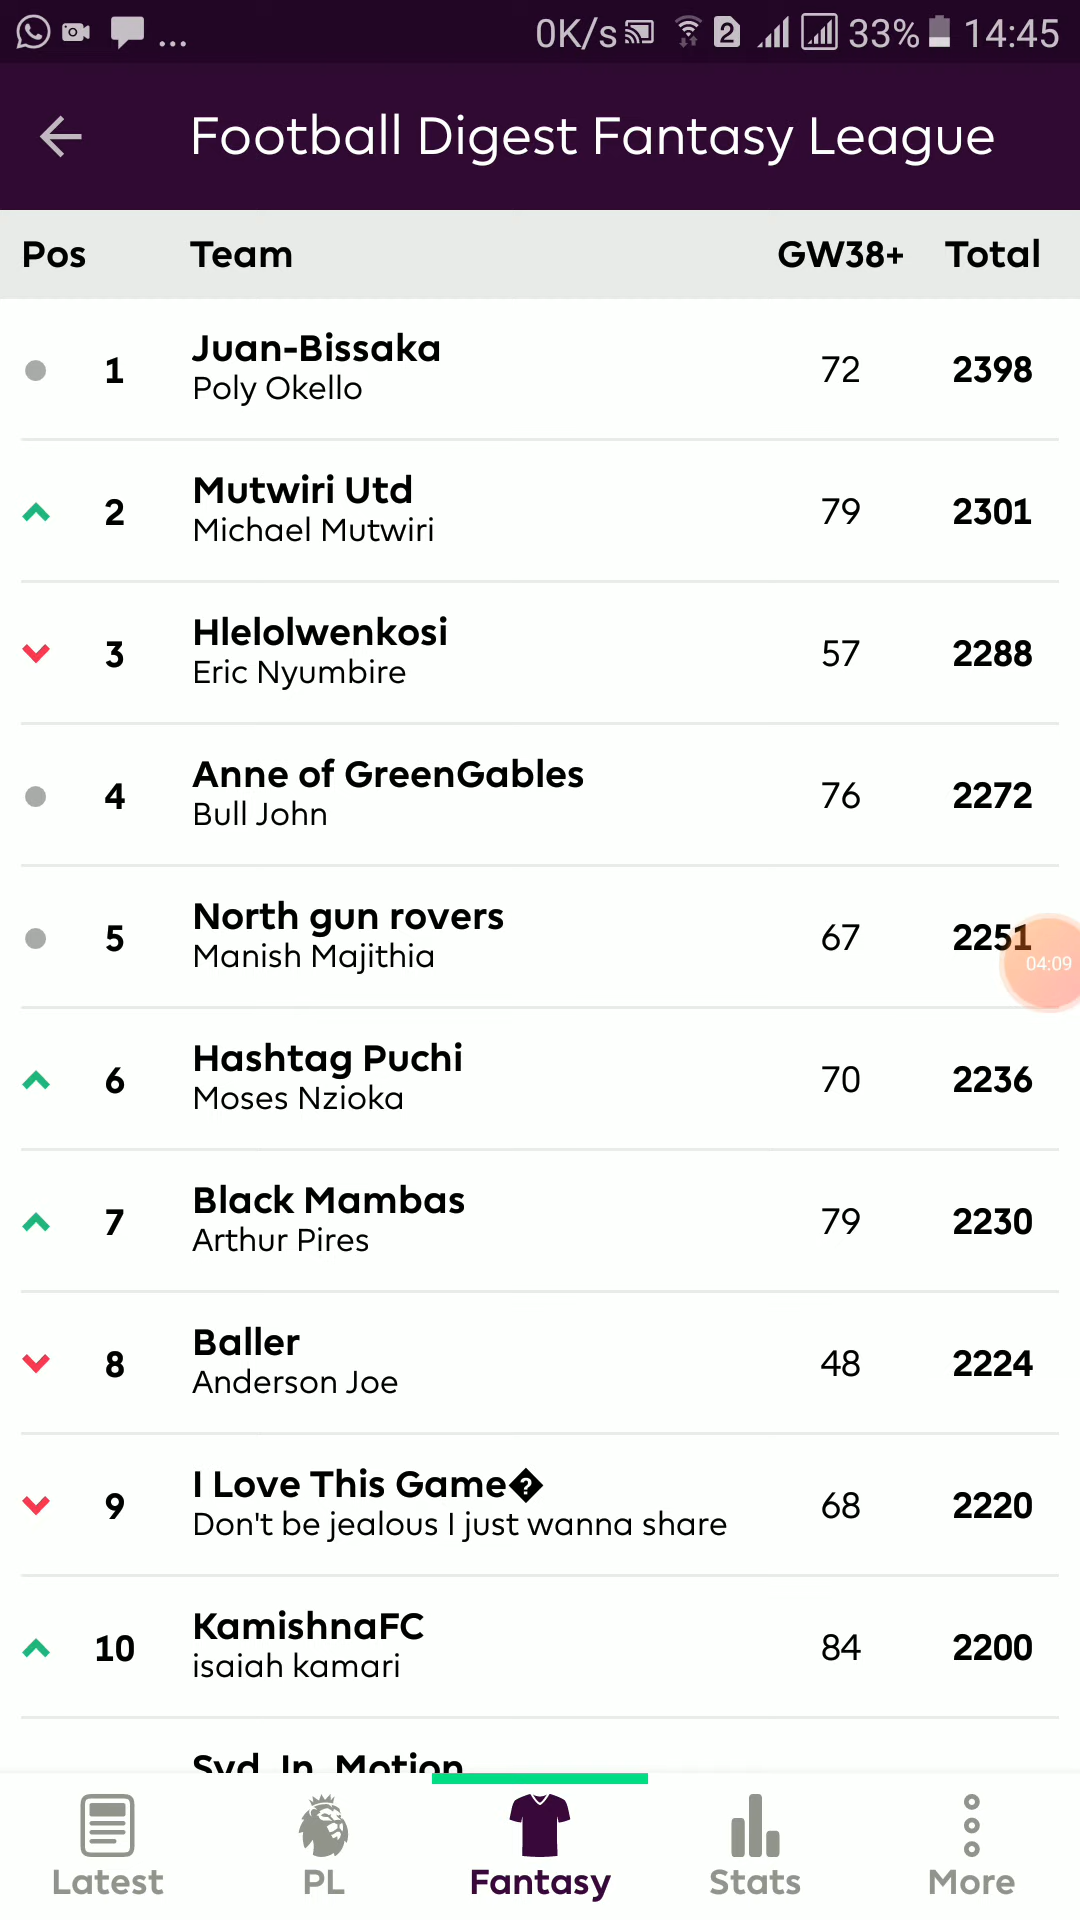 0K/s 2 33% 14:45
Football Digest Fantasy League
Pos Team GW38+ Total
1 Juan-Bissaka 72 2398
Poly Okello
2 Mutwiri Utd 79 2301
Michael Mutwiri
3 Hlelolwenkosi 57 2288
Eric Nyumbire
4 Anne of GreenGables 76 2272
Bull John
5 North gun rovers 67 2251
Manish Majithia
04:09
6 Hashtag Puchi 70 2236
Moses Nzioka
7 Black Mambas 79 2230
Arthur Pires
8 Baller 48 2224
Anderson Joe
9 I Love This Game� 68 2220
Don't be jealous I just wanna share
10 KamishnaFC 84 2200
isaiah kamari
Syd_In_Motion
Latest PL Fantasy Stats More